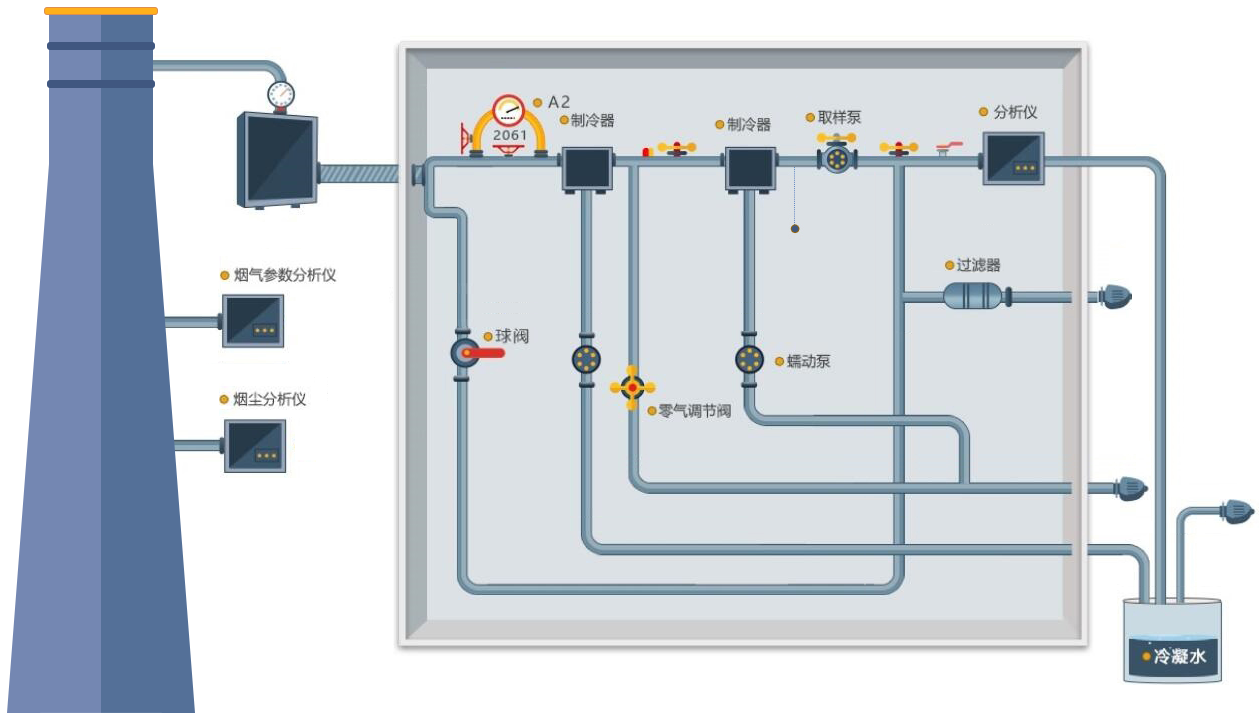 A2
制冷器
2061
制冷器
取样泵
分析仪
烟气参数分析仪
过滤器
球阀
蠕动泵
烟尘分析仪
零气调节阀
冷凝水